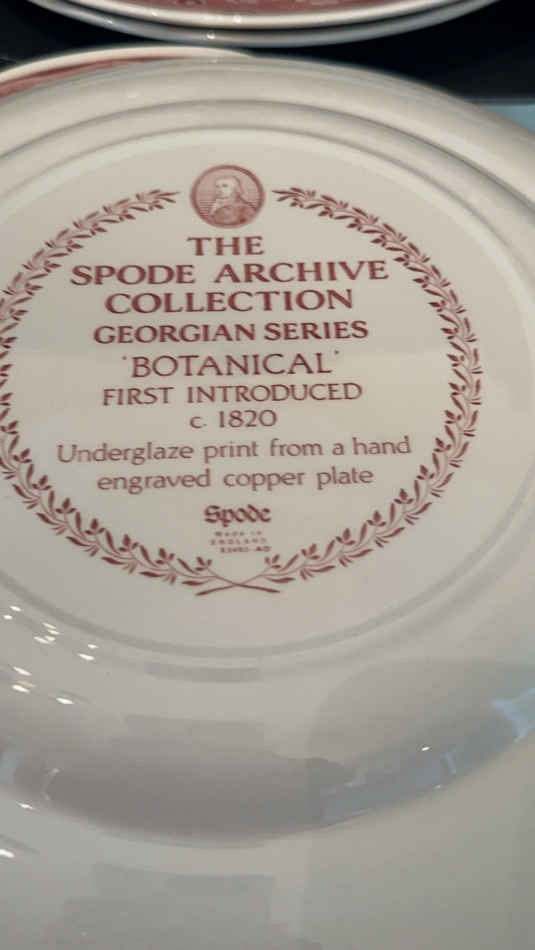 THE
SPODE ARCHIVE
COLLECTION
GEORGIAN SERIES
'BOTANICAL'
FIRST INTRODUCED
c. 1820
Underglaze print from a hand
engraved copper plate
Spode
MADE IN
ENGLAND